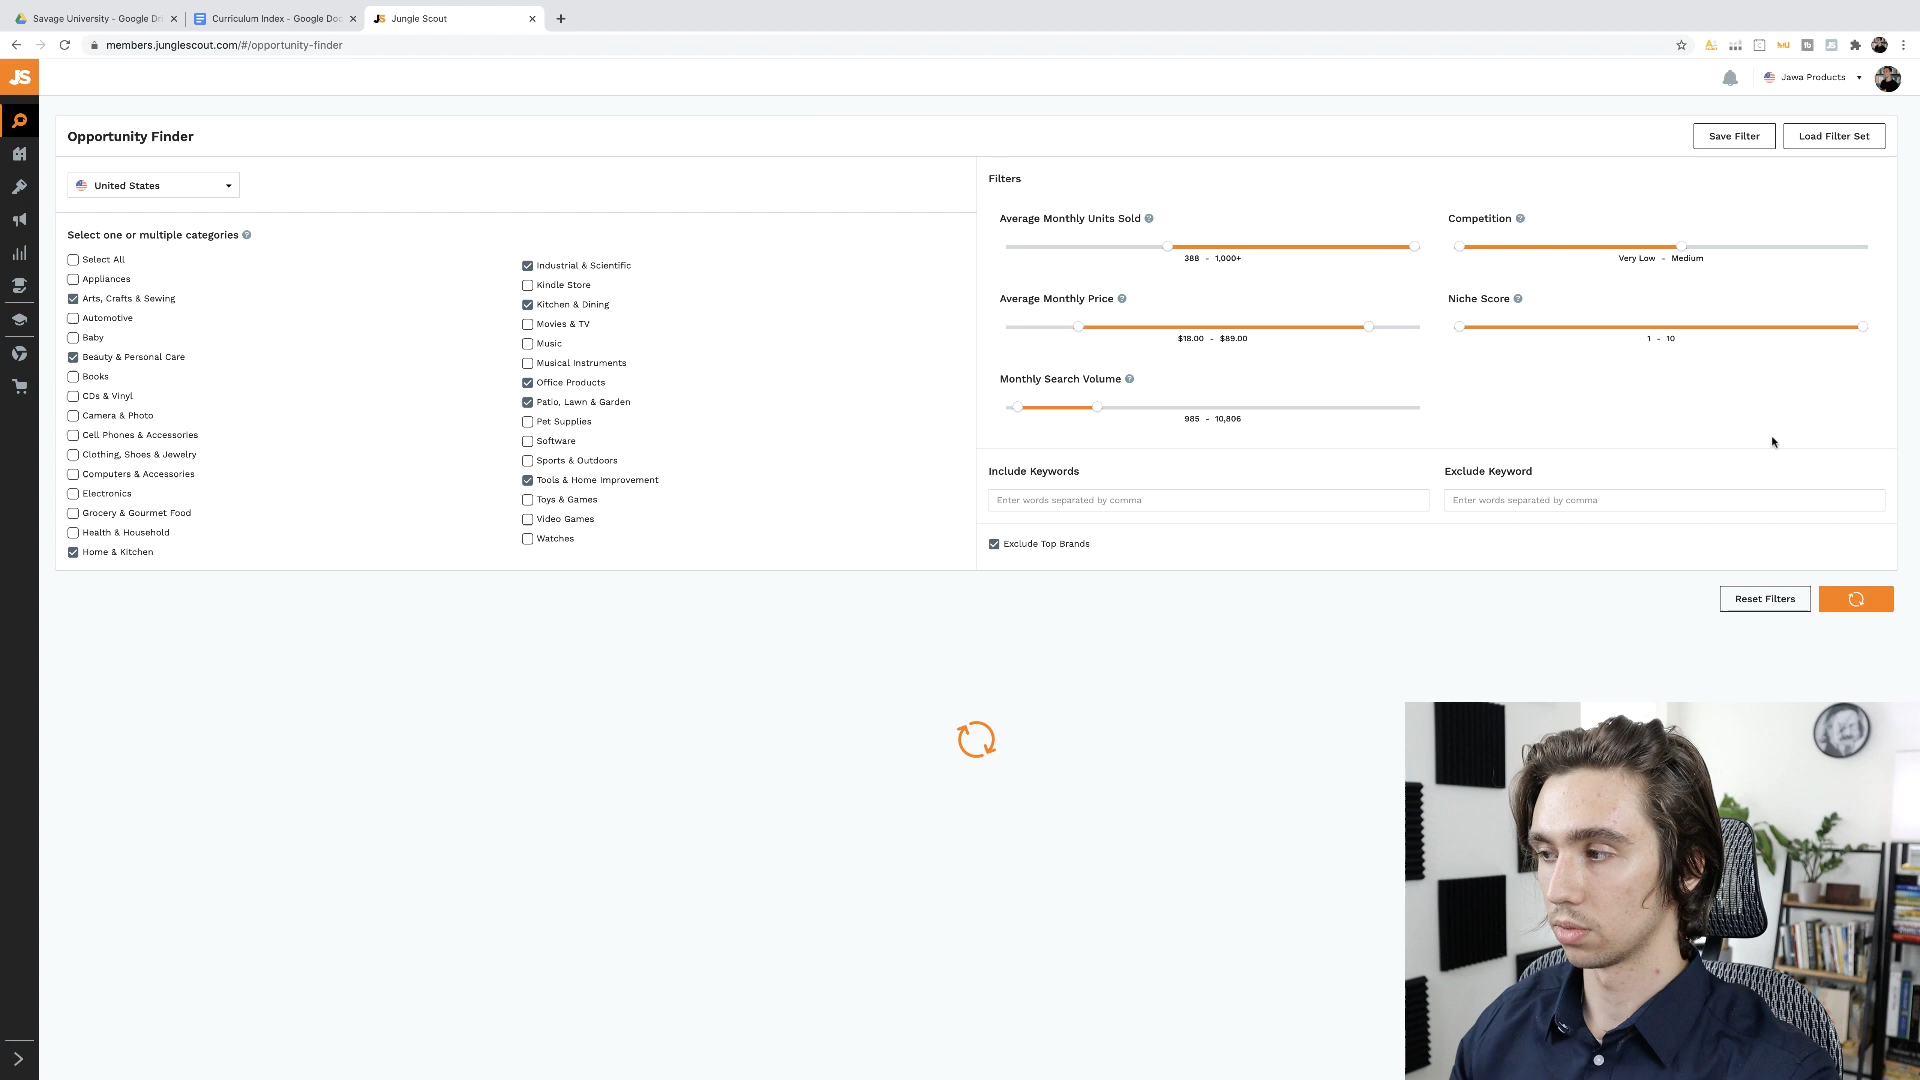 Savage University - Google Dri
Curriculum Index - Google Doc
JS Jungle Scout
members.junglescout.com/#/opportunity-finder
JS
Jawa Products
Opportunity Finder
Save Filter
Load Filter Set
United States
Select one or multiple categories
Select All
Appliances
Arts, Crafts & Sewing
Automotive
Baby
Beauty & Personal Care
Books
CDs & Vinyl
Camera & Photo
Cell Phones & Accessories
Clothing, Shoes & Jewelry
Computers & Accessories
Electronics
Grocery & Gourmet Food
Health & Household
Home & Kitchen
Industrial & Scientific
Kindle Store
Kitchen & Dining
Movies & TV
Music
Musical Instruments
Office Products
Patio, Lawn & Garden
Pet Supplies
Software
Sports & Outdoors
Tools & Home Improvement
Toys & Games
Video Games
Watches
Filters
Average Monthly Units Sold
388 - 1,000+
Competition
Very Low - Medium
Average Monthly Price
$18.00 - $89.00
Niche Score
1 - 10
Monthly Search Volume
985 - 10,806
Include Keywords
Enter words separated by comma
Exclude Keyword
Enter words separated by comma
Exclude Top Brands
Reset Filters